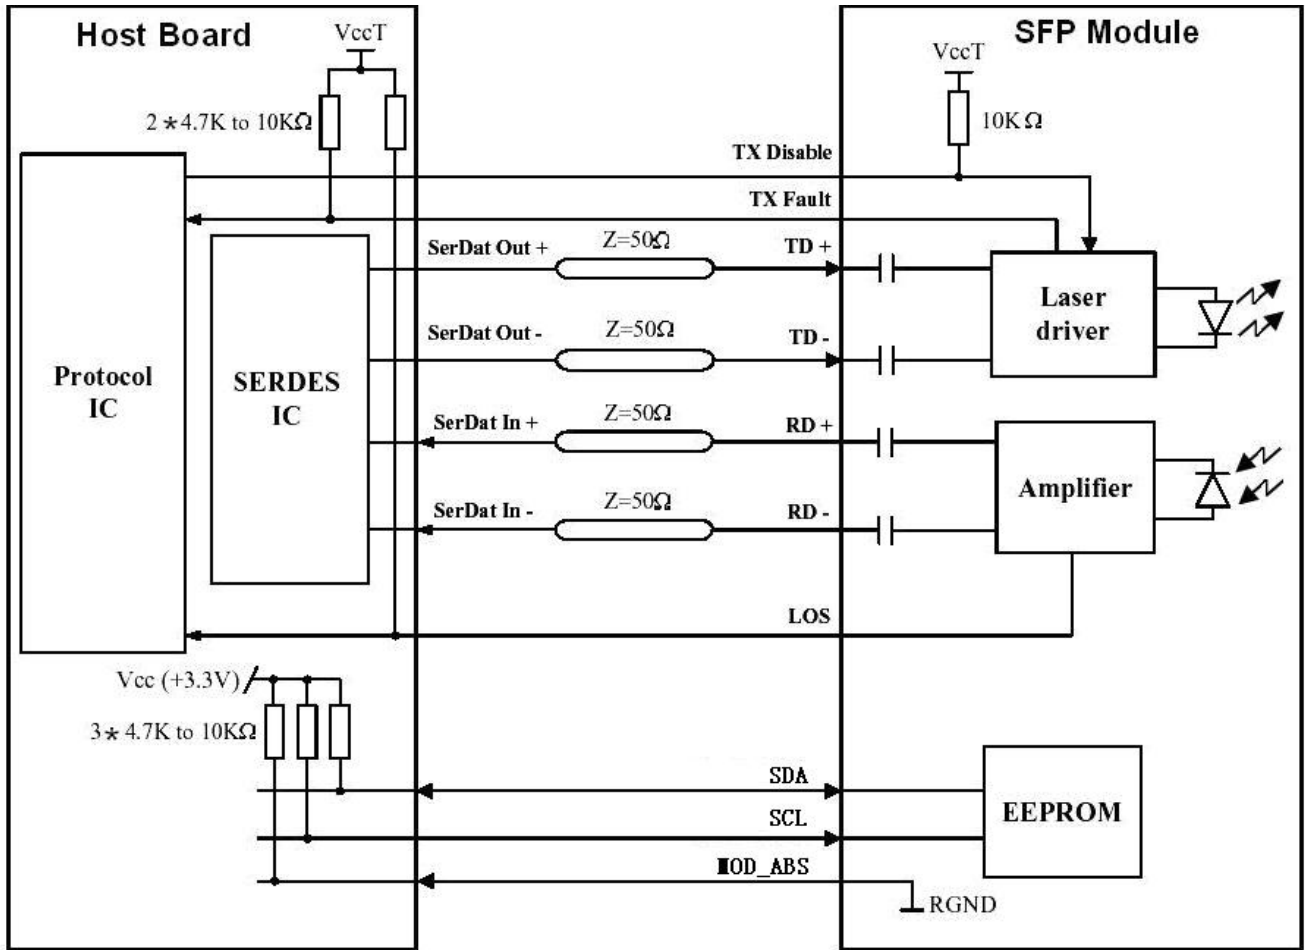 Host Board
VccT
2*4.7K to 10KΩ
SFP Module
VccT
10KΩ
TX Disable
TX Fault
SerDat Out +
Z=50Ω
TD +
SerDat Out -
Z=50Ω
TD -
Laser
driver
Protocol
IC
SERDES
IC
SerDat In +
Z=50Ω
RD +
SerDat In -
Z=50Ω
RD -
Amplifier
LOS
Vcc (+3.3V)
3* 4.7K to 10KΩ
SDA
SCL
MOD_ABS
EEPROM
RGND